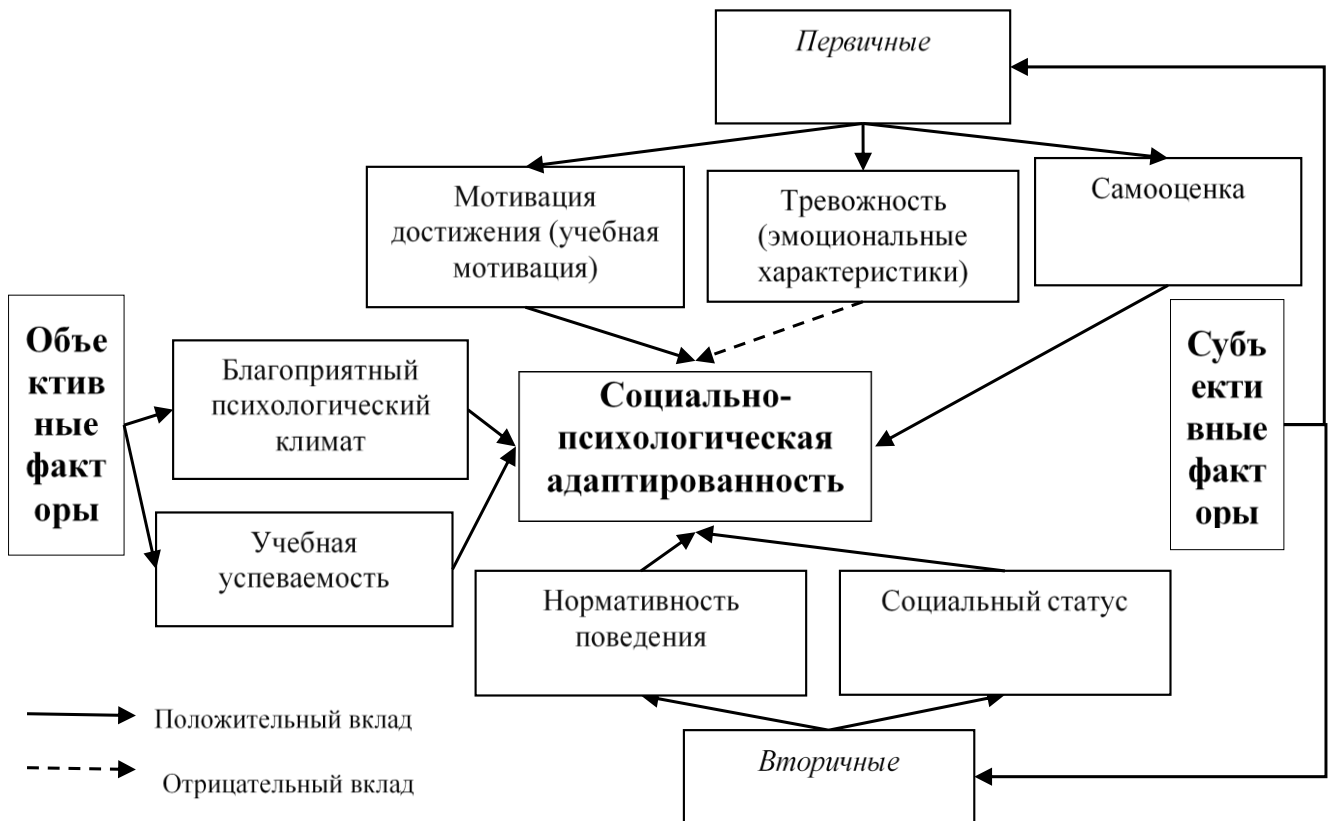 Первичные
Мотивация
достижения (учебная
мотивация)
Тревожность
(эмоциональные
характеристики)
Самооценка
Объе
ктив
ные
факт
оры
Благоприятный
психологический
климат
Социально-
психологическая
адаптированность
Субъ
екти
вные
факт
оры
Учебная
успеваемость
Нормативность
поведения
Социальный статус
Положительный вклад
Отрицательный вклад
Вторичные